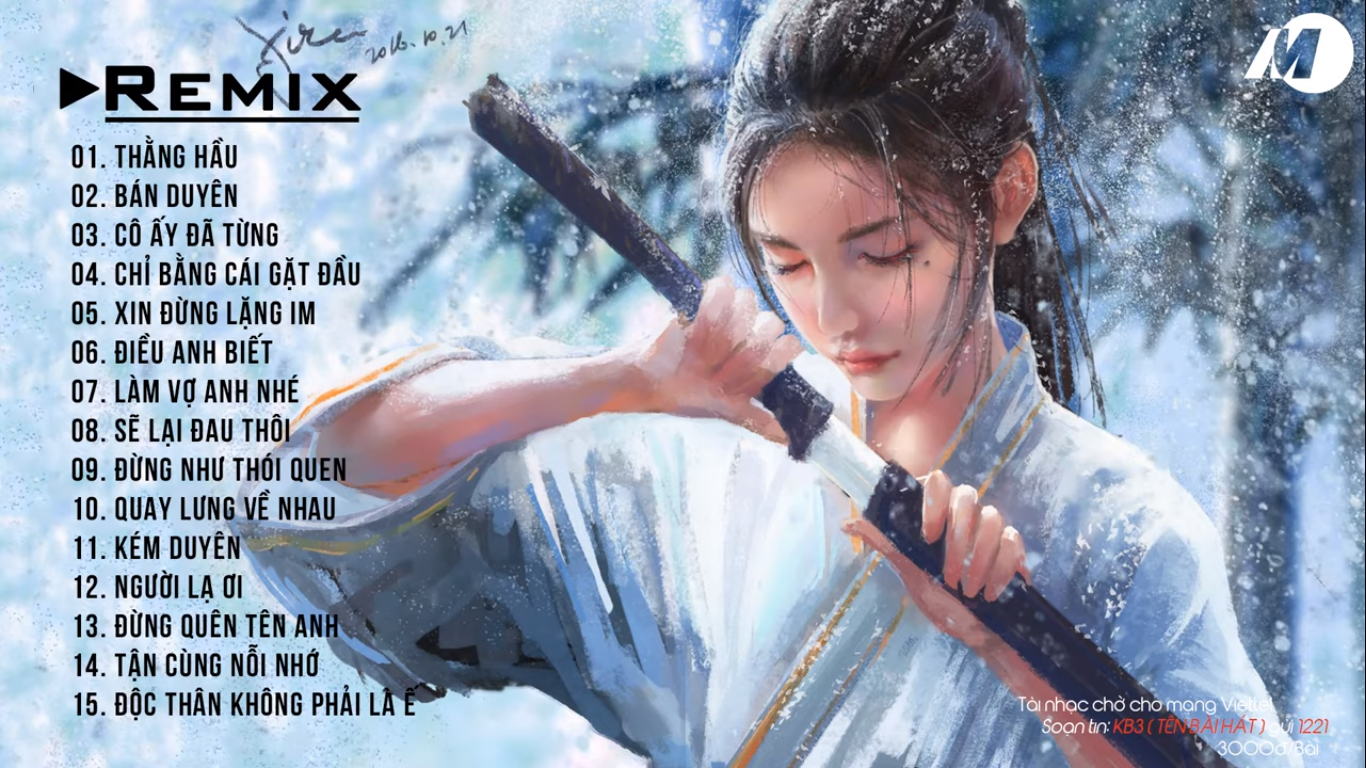 2016.10.21
REMIX
01. THẰNG HẦU
02. BÁN DUYÊN
03. CÔ ẤY ĐÃ TỪNG
04. CHỈ BẰNG CÁI GẶT ĐẦU
05. XIN ĐỪNG LẶNG IM
06. ĐIỀU ANH BIẾT
07. LÀM VỢ ANH NHÉ
08. SẼ LẠI ĐAU THÔI
09. ĐỪNG NHƯ THÓI QUEN
10. QUAY LƯNG VỀ NHAU
11. KÉM DUYÊN
12. NGƯỜI LẠ ƠI
13. ĐỪNG QUÊN TÊN ANH
14. TẬN CÙNG NỖI NHỚ
15. ĐỘC THÂN KHÔNG PHẢI LÀ Ế
Tải nhạc chờ cho mạng Viettel
Soạn tin: KB3 ( TÊN BÀI HÁT ) gửi 1221
3000đ/Bài